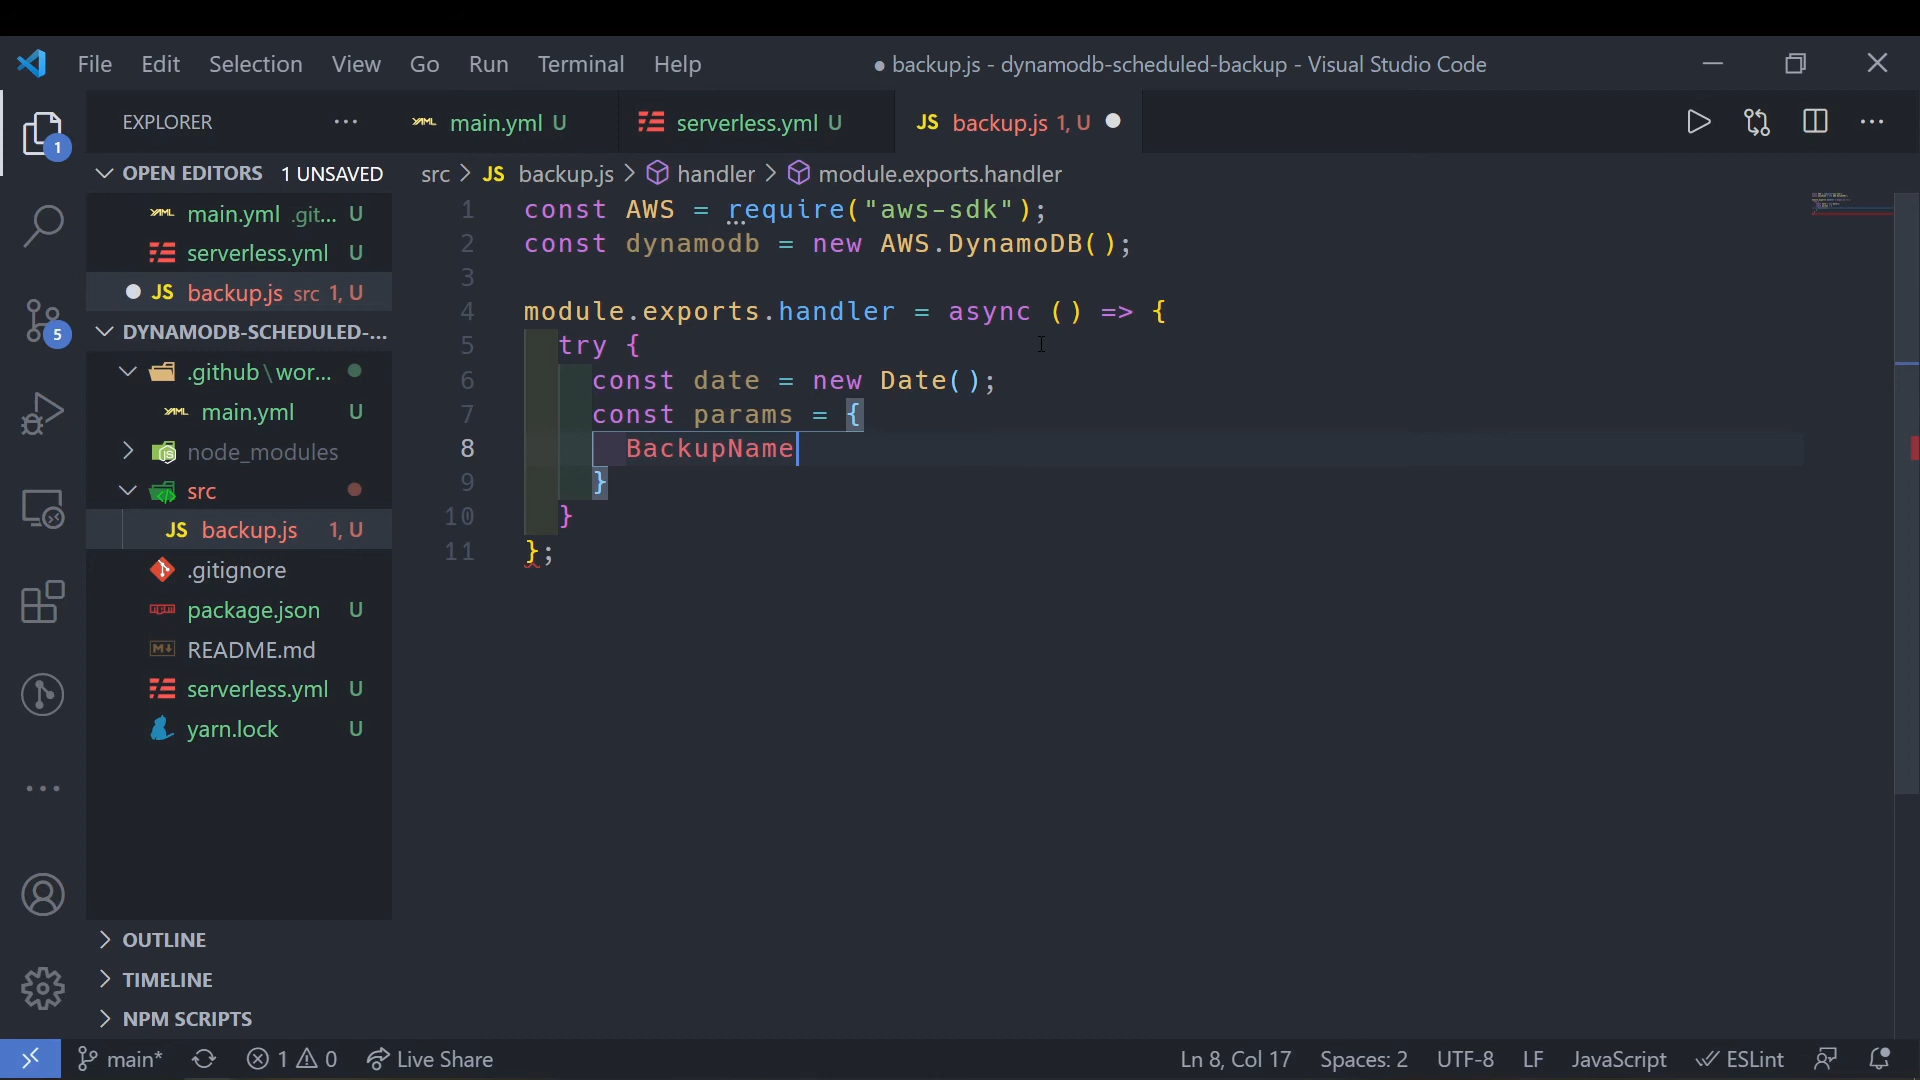 File Edit Selection View Go Run Terminal Help
● backup.js - dynamodb-scheduled-backup - Visual Studio Code
EXPLORER
main.yml U
serverless.yml U
JS backup.js 1, U
OPEN EDITORS 1 UNSAVED
main.yml .git... U
serverless.yml U
JS backup.js src 1, U
DYNAMODB-SCHEDULED-...
.github\wor...
main.yml U
node_modules
src
JS backup.js 1, U
.gitignore
package.json U
README.md
serverless.yml U
yarn.lock U
OUTLINE
TIMELINE
NPM SCRIPTS
1
5
src > JS backup.js > handler > module.exports.handler
1 const AWS = require("aws-sdk");
2 const dynamodb = new AWS.DynamoDB();
3
4 module.exports.handler = async () => {
5 try {
6 const date = new Date();
7 const params = {
8 BackupName
9 }
10 }
11 };
main* 1 0 Live Share
Ln 8, Col 17 Spaces: 2 UTF-8 LF JavaScript ESLint